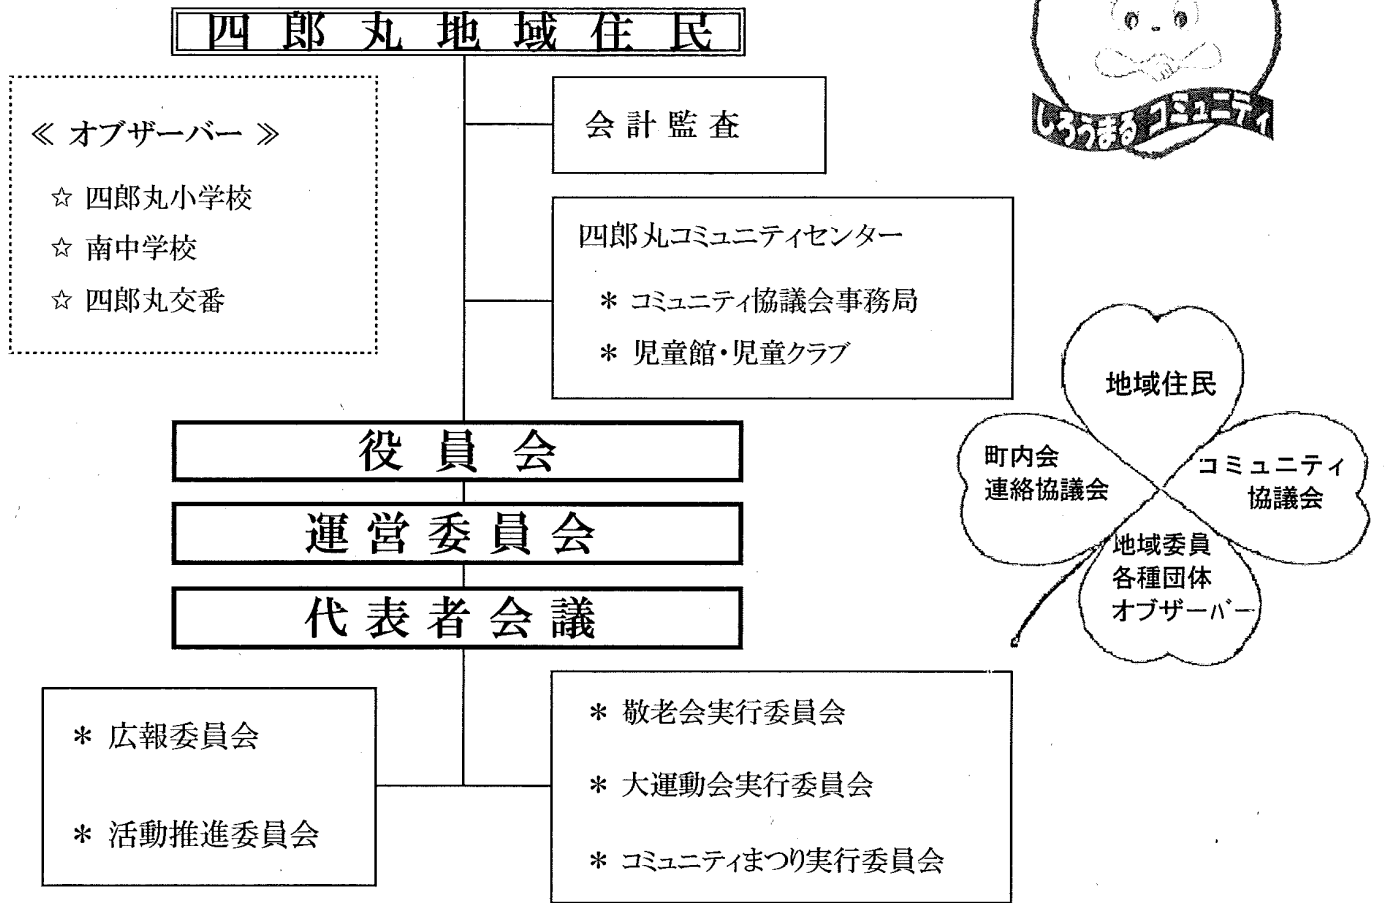 四郎丸地域住民
しろうまるコミュニティ
≪ オブザーバー ≫
☆ 四郎丸小学校
☆ 南中学校
☆ 四郎丸交番
会計監査
四郎丸コミュニティセンター
＊ コミュニティ協議会事務局
＊ 児童館・児童クラブ
役員会
運営委員会
代表者会議
＊ 広報委員会
＊ 活動推進委員会
＊ 敬老会実行委員会
＊ 大運動会実行委員会
＊ コミュニティまつり実行委員会
地域住民
町内会
連絡協議会
コミュニティ
協議会
地域委員
各種団体
オブザーバー